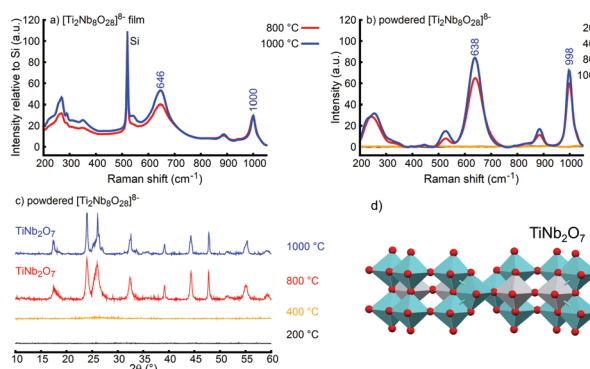 a) [Ti2Nb8O28]8- film
Intensity relative to Si (a.u.)
120
100
80
60
40
20
0
Si
646
1000
800 °C
1000 °C
200 300 400 500 600 700 800 900 1000
Raman shift (cm-1)
b) powdered [Ti2Nb8O28]8-
Intensity (a.u.)
120
100
80
60
40
20
0
638
998
200 300 400 500 600 700 800 900 1000
Raman shift (cm-1)
c) powdered [Ti2Nb8O28]8-
TiNb2O7
1000 °C
TiNb2O7
800 °C
400 °C
200 °C
10 15 20 25 30 35 40 45 50 55 60
2θ (°)
d)
TiNb2O7